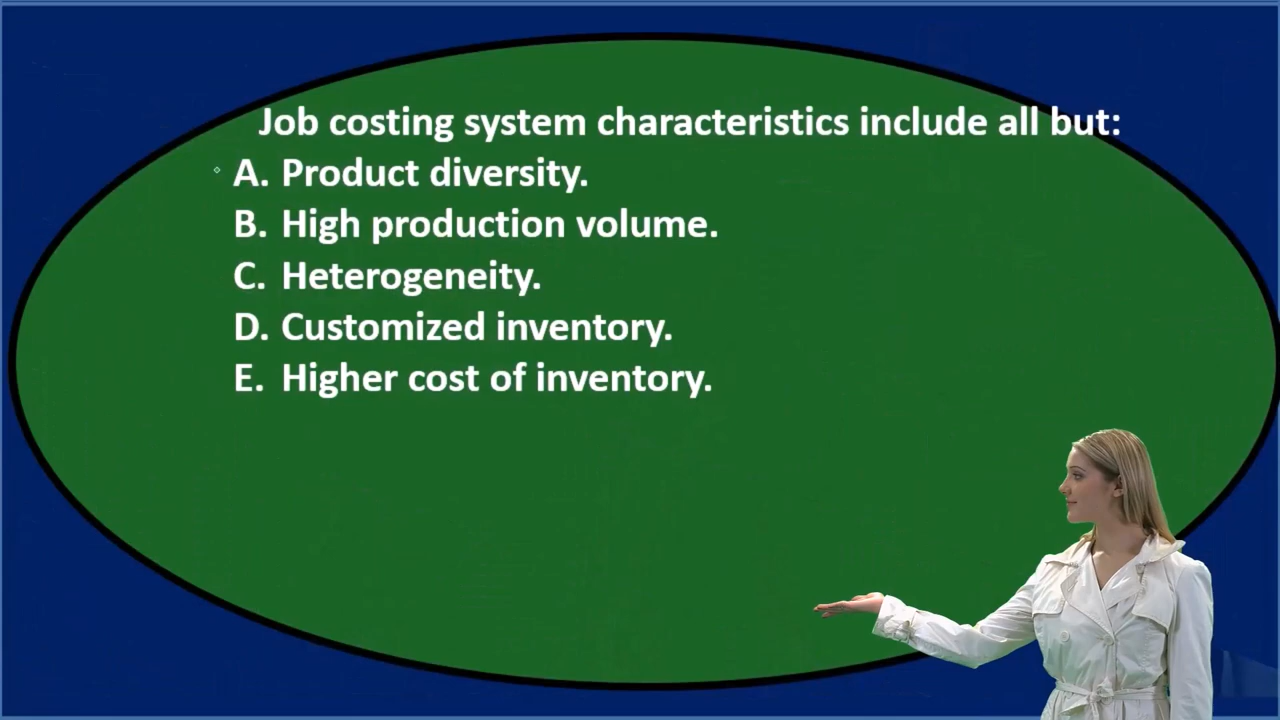 Job costing system characteristics include all but:
A. Product diversity.
B. High production volume.
C. Heterogeneity.
D. Customized inventory.
E. Higher cost of inventory.